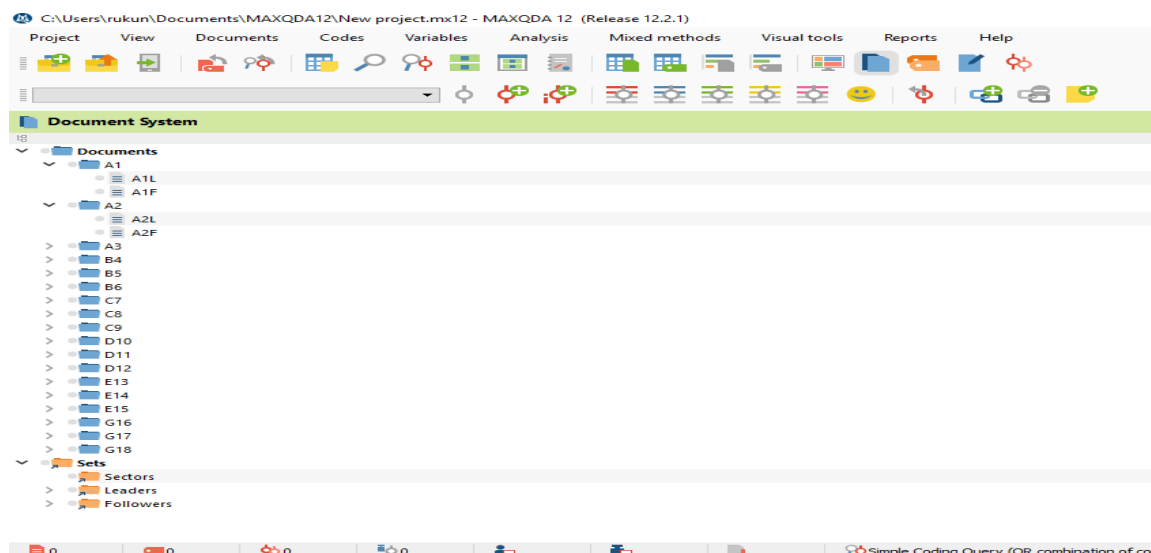 C:\Users\rukun\Documents\MAXQDA12\New project.mx12 - MAXQDA 12 (Release 12.2.1)
Project View Documents Codes Variables Analysis Mixed methods Visual tools Reports Help
Document System
Documents
A1
A1L
A1F
A2
A2L
A2F
A3
B4
B5
B6
C7
C8
C9
D10
D11
D12
E13
E14
E15
G16
G17
G18
Sets
Sectors
Leaders
Followers
0 0 0 0 Simple Coding Query (OR combination of co